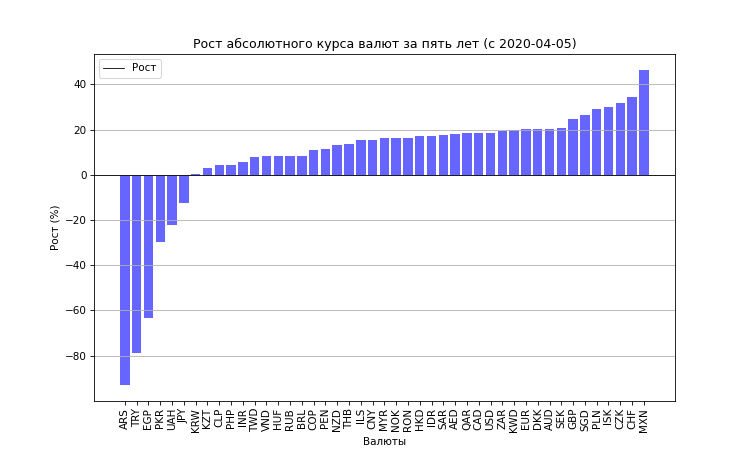 Рост абсолютного курса валют за пять лет (с 2020-04-05)
Рост
40
20
0
−20
−40
−60
−80
Рост (%)
ARS TRY EGP PKR UAH JPY KRW KZT CLP PHP INR TWD VND HUF RUB BRL COP PEN NZD THB ILS CNY MYR NOK RON HKD IDR SAR AED QAR CAD USD ZAR KWD EUR DKK AUD SEK GBP SGD PLN ISK CZK CHF MXN
Валюты